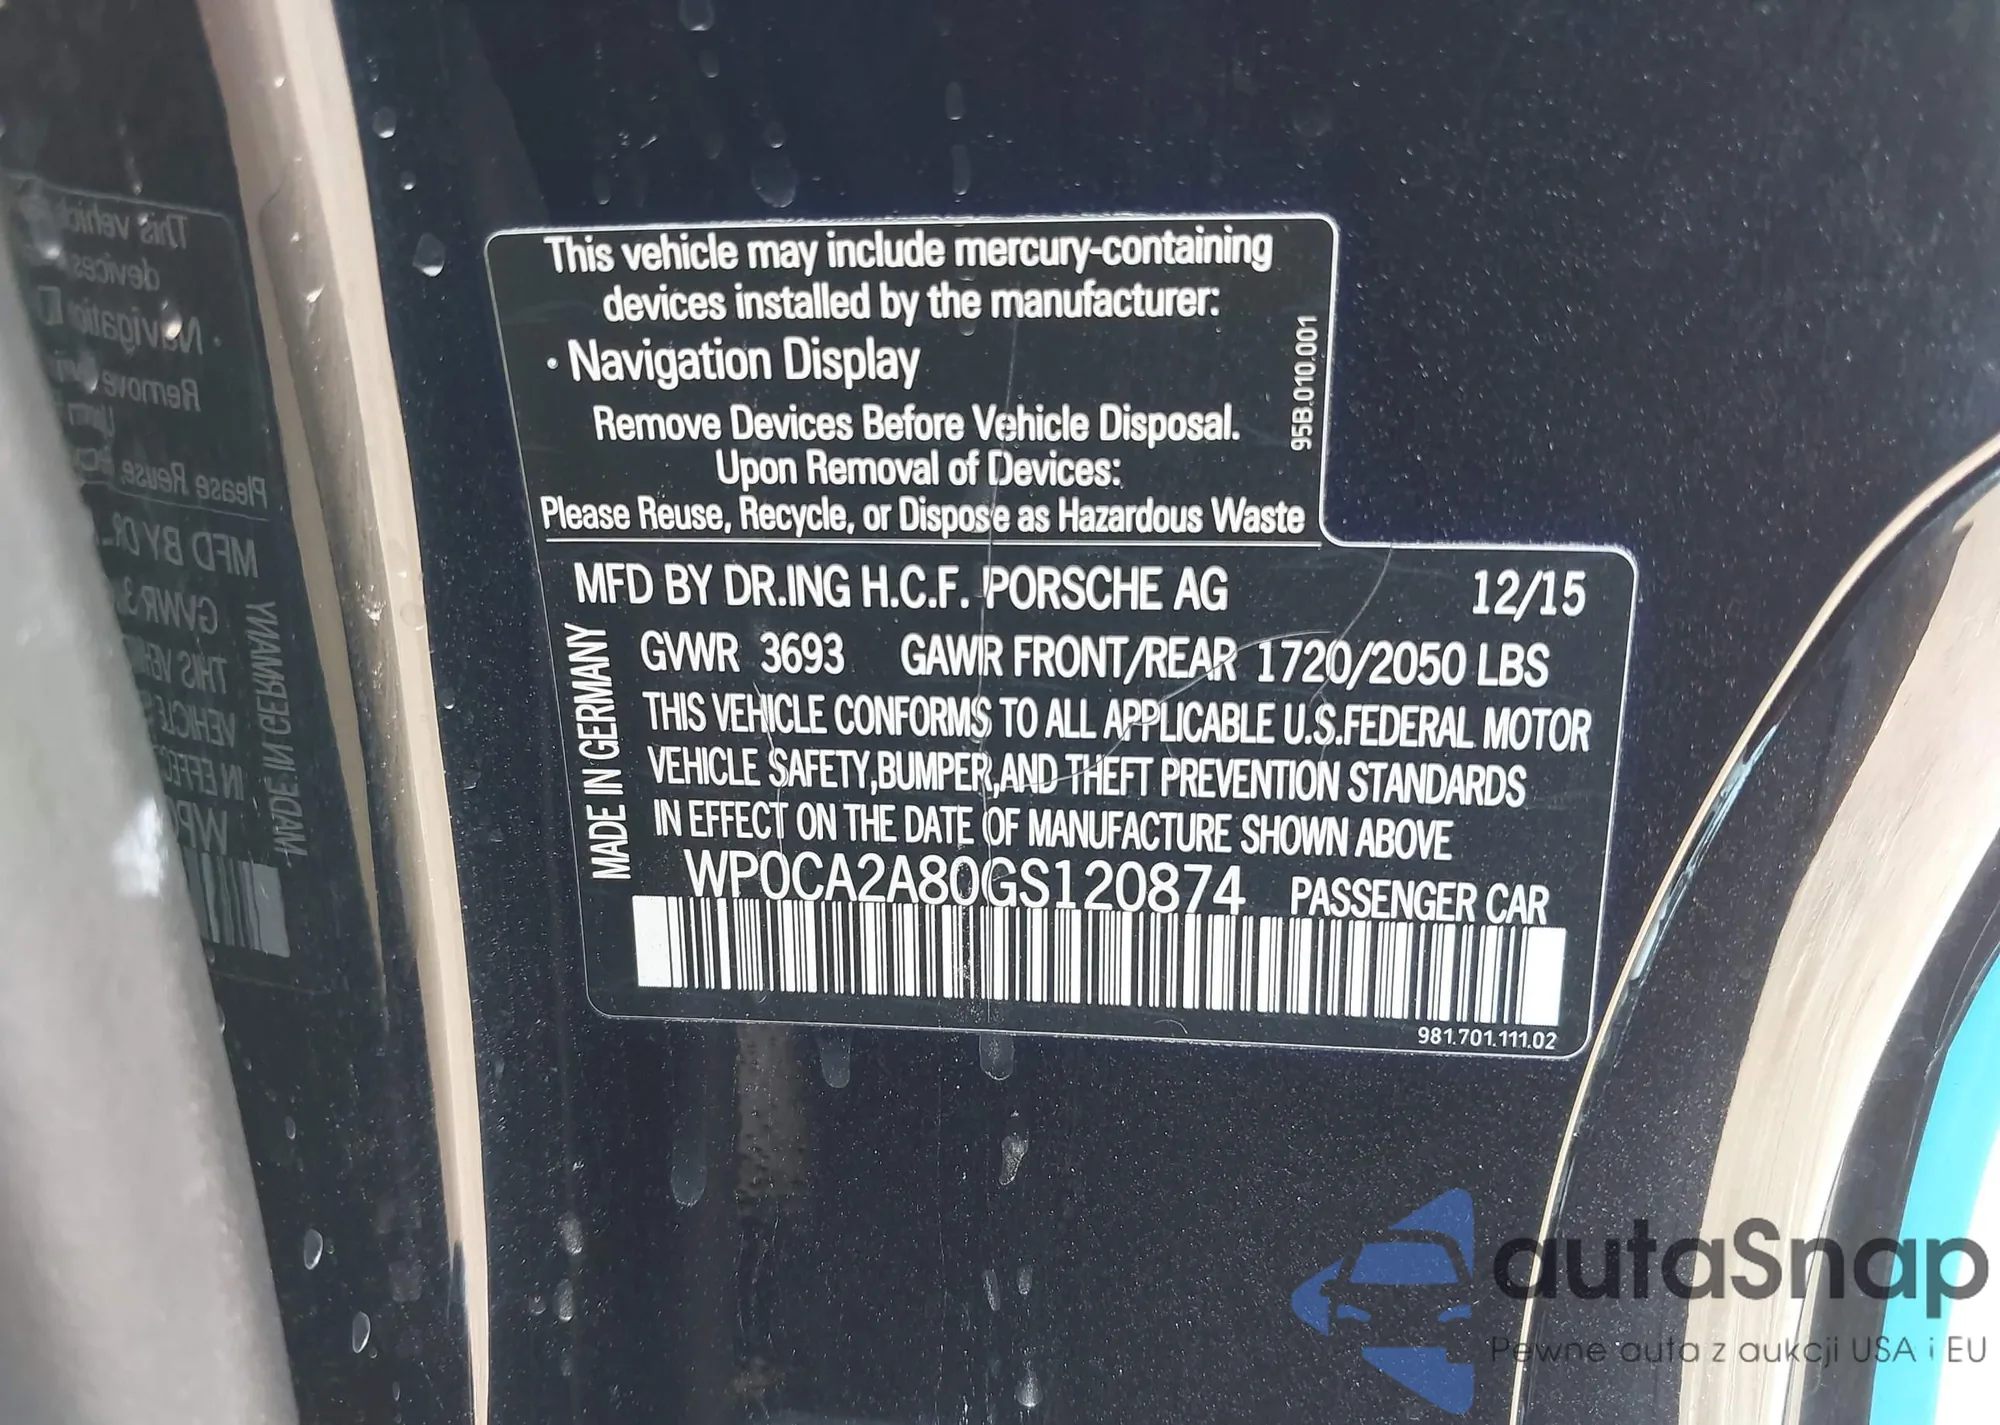 This vehicle may include mercury-containing
devices installed by the manufacturer:
· Navigation Display
Remove Devices Before Vehicle Disposal.
Upon Removal of Devices:
Please Reuse, Recycle, or Dispose as Hazardous Waste
95B.010.001
MFD BY DR.ING H.C.F. PORSCHE AG 12/15
GVWR 3693 GAWR FRONT/REAR 1720/2050 LBS
THIS VEHICLE CONFORMS TO ALL APPLICABLE U.S.FEDERAL MOTOR
VEHICLE SAFETY,BUMPER,AND THEFT PREVENTION STANDARDS
IN EFFECT ON THE DATE OF MANUFACTURE SHOWN ABOVE
MADE IN GERMANY
WP0CA2A80GS120874 PASSENGER CAR
981.701.111.02
autaSnap
Pewne auta z aukcji USA i EU